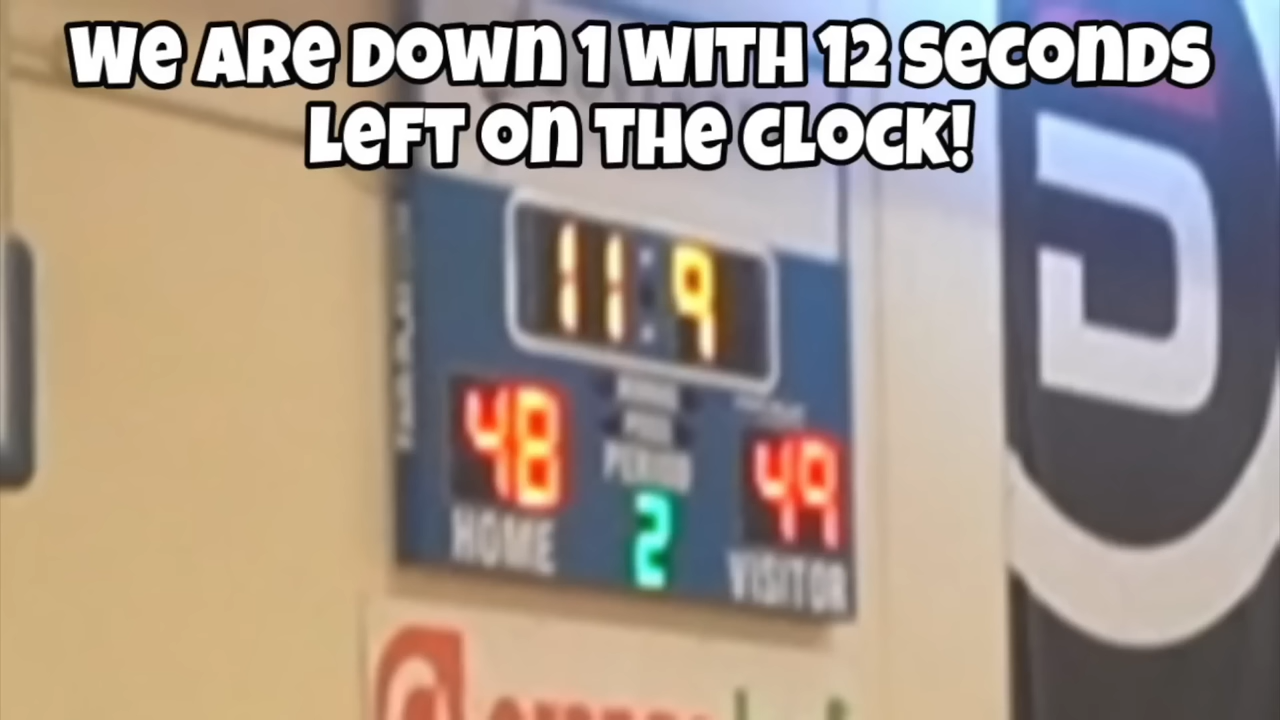 We are down 1 with 12 seconds
left on the clock!
11:9
48
49
PERIOD
2
HOME
VISITOR